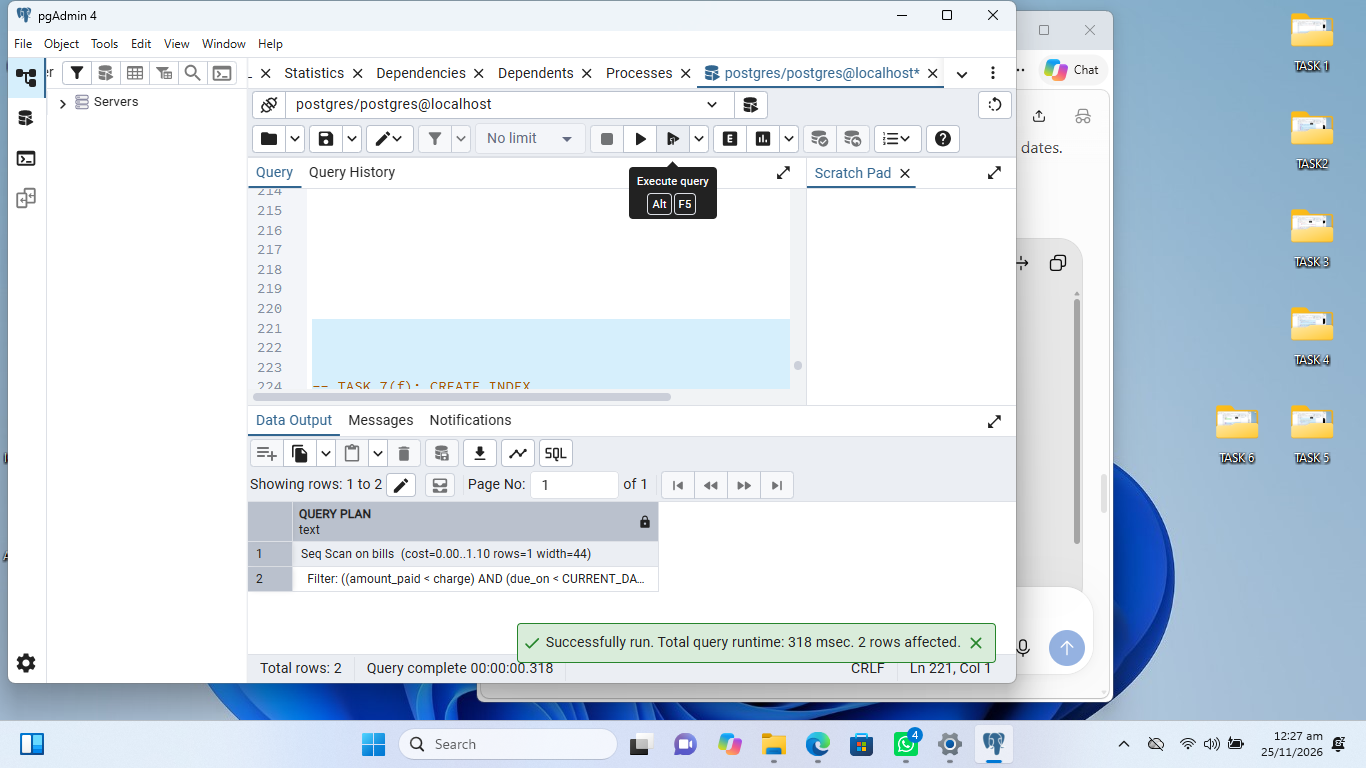 pgAdmin 4
File Object Tools Edit View Window Help
Statistics Dependencies Dependents Processes postgres/postgres@localhost*
Servers
postgres/postgres@localhost
No limit
E
Query Query History
Scratch Pad
Execute query
Alt F5
214
215
216
217
218
219
220
221
222
223
224 -- TASK 7(f): CREATE INDEX
Data Output Messages Notifications
SQL
Showing rows: 1 to 2 Page No: 1 of 1
QUERY PLAN
text
1 Seq Scan on bills (cost=0.00..1.10 rows=1 width=44)
2 Filter: ((amount_paid < charge) AND (due_on < CURRENT_DA...
Successfully run. Total query runtime: 318 msec. 2 rows affected.
Total rows: 2 Query complete 00:00:00.318 CRLF Ln 221, Col 1
Chat
dates.
TASK 1
TASK2
TASK 3
TASK 4
TASK 6 TASK 5
Search
4
12:27 am
25/11/2026